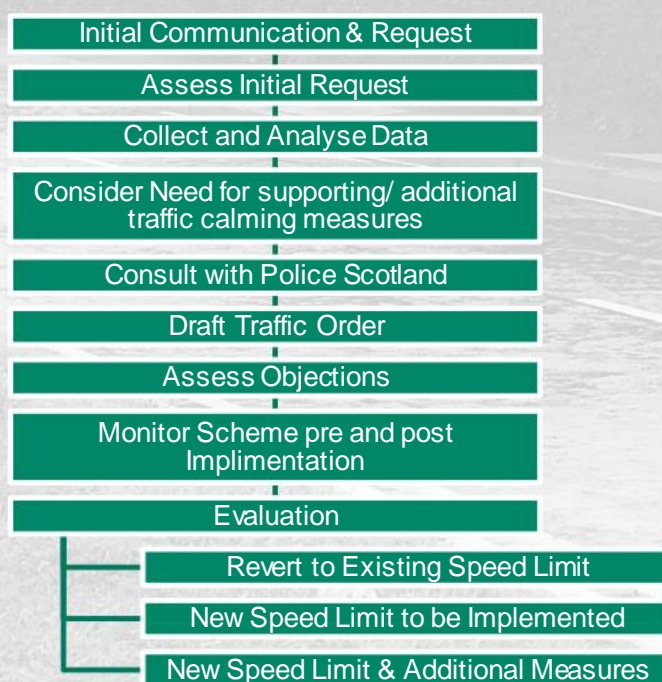 Initial Communication & Request
Assess Initial Request
Collect and Analyse Data
Consider Need for supporting/ additional
traffic calming measures
Consult with Police Scotland
Draft Traffic Order
Assess Objections
Monitor Scheme pre and post
Implimentation
Evaluation
Revert to Existing Speed Limit
New Speed Limit to be Implemented
New Speed Limit & Additional Measures